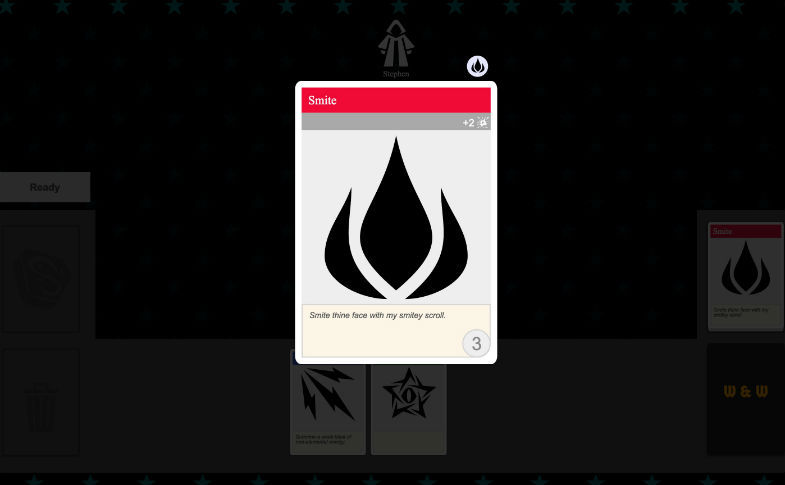 Stephen
Smite
+2
Ready
Smite
Smite thine face with my
smitey scroll.
Smite thine face with my smitey scroll.
3
W & W